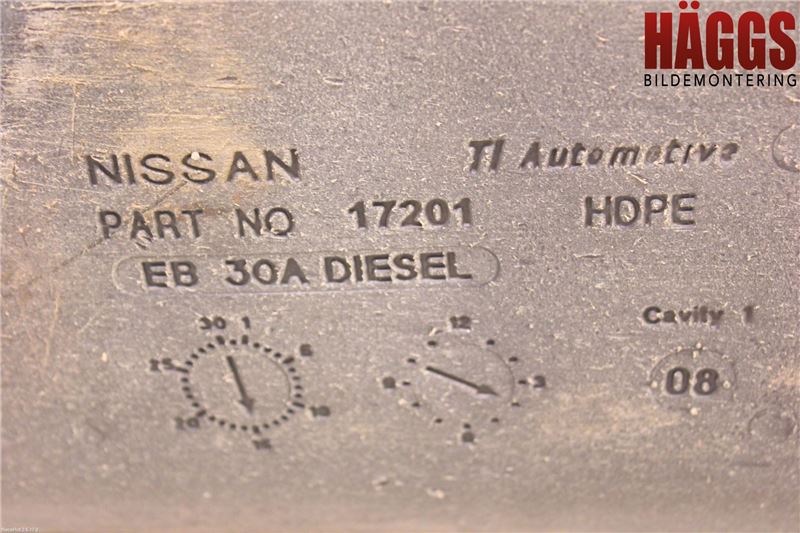 HÄGGS
BILDEMONTERING
NISSAN
TI Automotive
PART NO 17201 HDPE
EB 30A DIESEL
Cavity 1
08
30 1
5
10
15
20
25
12
3
6
9